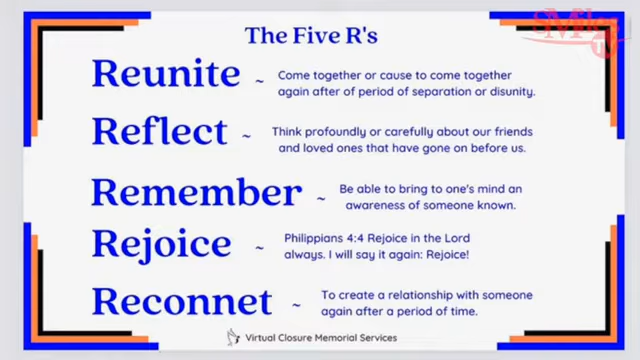 The Five R's
SMiles
TV
Reunite ~ Come together or cause to come together
again after of period of separation or disunity.
Reflect ~ Think profoundly or carefully about our friends
and loved ones that have gone on before us.
Remember ~ Be able to bring to one's mind an
awareness of someone known.
Rejoice ~ Philippians 4:4 Rejoice in the Lord
always. I will say it again: Rejoice!
Reconnet ~ To create a relationship with someone
again after a period of time.
Virtual Closure Memorial Services